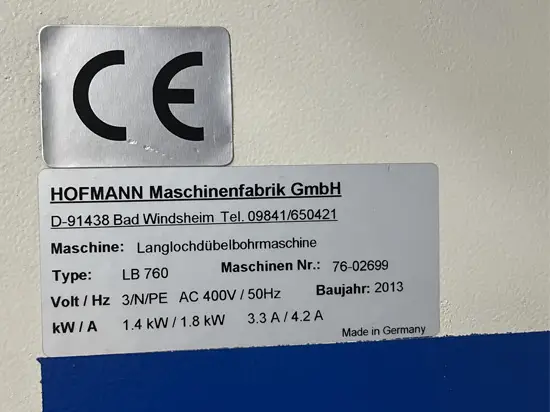 CE
HOFMANN Maschinenfabrik GmbH
D-91438 Bad Windsheim Tel. 09841/650421
Maschine: Langlochdübelbohrmaschine
Type: LB 760 Maschinen Nr.: 76-02699
Volt / Hz 3/N/PE AC 400V / 50Hz Baujahr: 2013
kW / A 1.4 kW / 1.8 kW 3.3 A / 4.2 A
Made in Germany